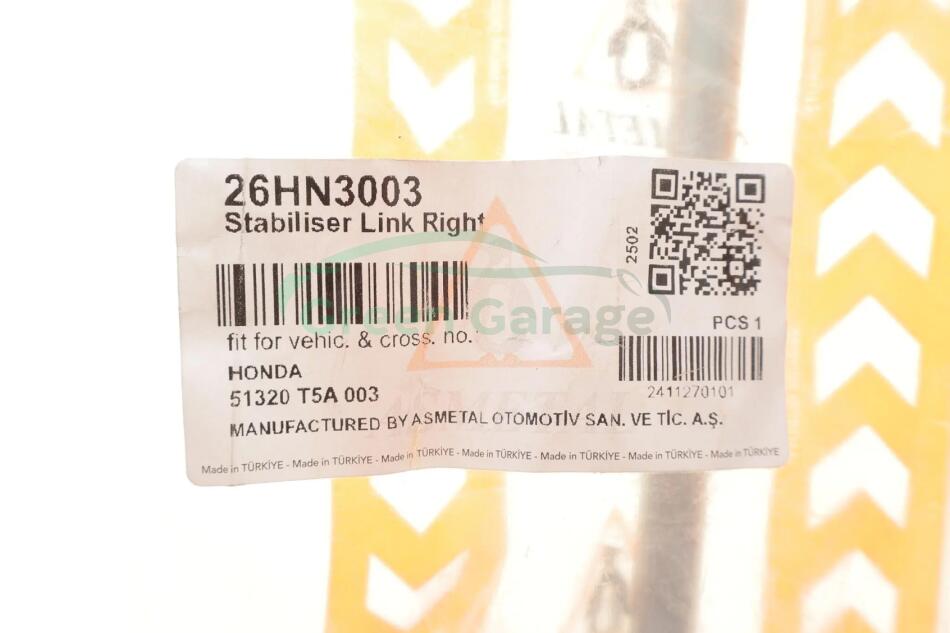 METAL
26HN3003
Stabiliser Link Right
2502
Green Garage
PCS 1
fit for vehic. & cross. no.
HONDA
51320 T5A 003
2411270101
ASMETAL
MANUFACTURED BY ASMETAL OTOMOTİV SAN. VE TİC. A.Ş.
Made in TÜRKİYE - Made in TÜRKİYE - Made in TÜRKİYE - Made in TÜRKİYE - Made in TÜRKİYE - Made in TÜRKİYE - Made in TÜRKİYE